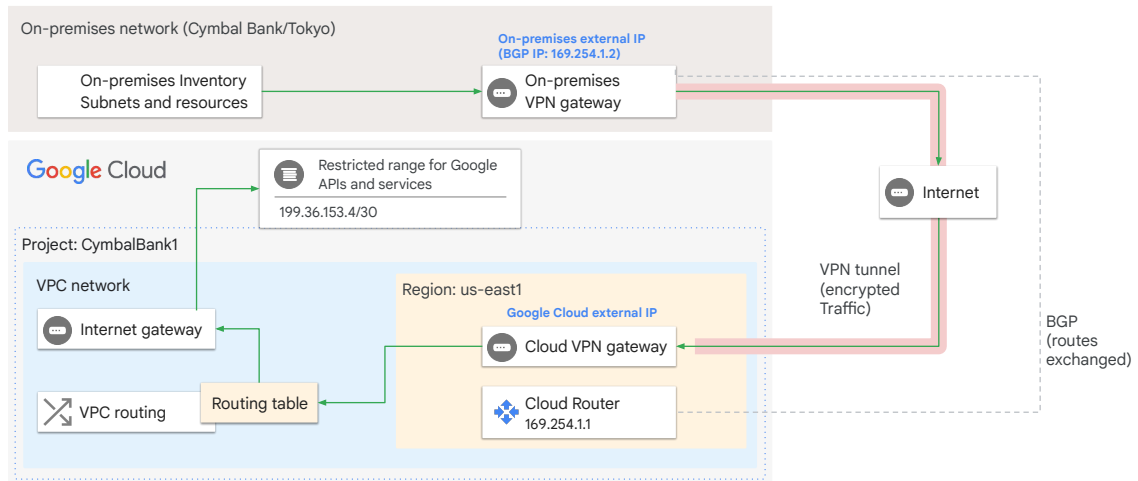 On-premises network (Cymbal Bank/Tokyo)
On-premises external IP
(BGP IP: 169.254.1.2)
On-premises Inventory
Subnets and resources
On-premises
VPN gateway
Google Cloud
Restricted range for Google
APIs and services
199.36.153.4/30
Internet
Project: CymbalBank1
VPC network
Region: us-east1
VPN tunnel
(encrypted
Traffic)
Google Cloud external IP
Internet gateway
Cloud VPN gateway
BGP
(routes
exchanged)
VPC routing
Routing table
Cloud Router
169.254.1.1